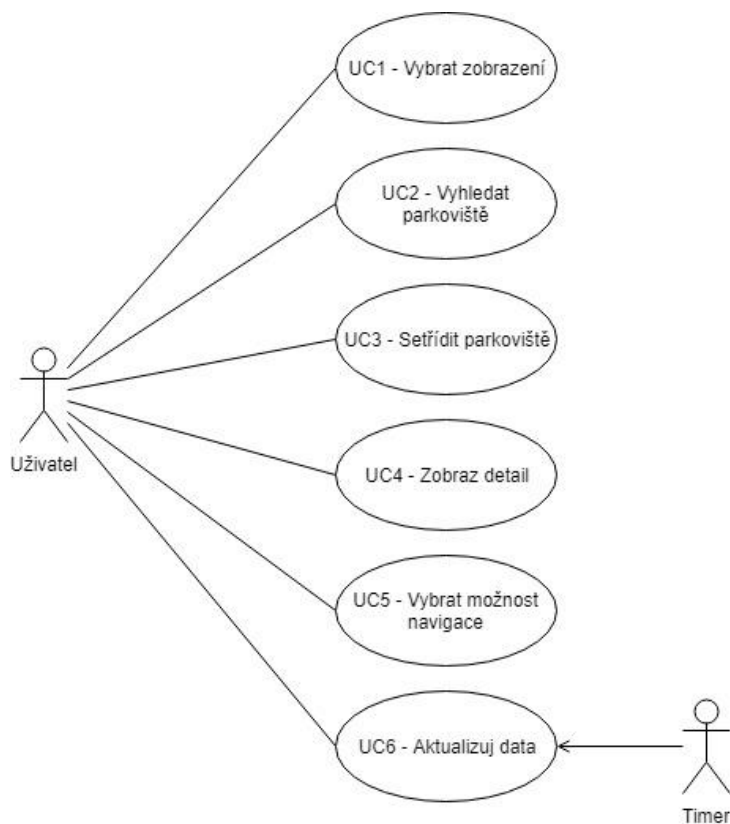 UC1 - Vybrat zobrazení
UC2 - Vyhledat
parkoviště
UC3 - Setřídit parkoviště
Uživatel
UC4 - Zobraz detail
UC5 - Vybrat možnost
navigace
UC6 - Aktualizuj data
Timer